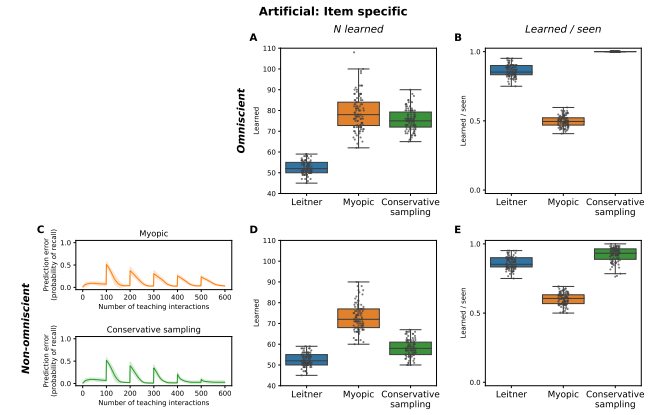 Artificial: Item specific
N learned
Learned / seen
A
B
Omniscient
Learned
110
100
90
80
70
60
50
40
Leitner
Myopic
Conservative
sampling
Learned / seen
1.0
0.5
0.0
Leitner
Myopic
Conservative
sampling
Non-omniscient
C
Myopic
Prediction error
(probability of recall)
1.0
0.5
0.0
0 100 200 300 400 500 600
Number of teaching interactions
Conservative sampling
Prediction error
(probability of recall)
1.0
0.5
0.0
0 100 200 300 400 500 600
Number of teaching interactions
D
Learned
110
100
90
80
70
60
50
40
Leitner
Myopic
Conservative
sampling
E
Learned / seen
1.0
0.5
0.0
Leitner
Myopic
Conservative
sampling